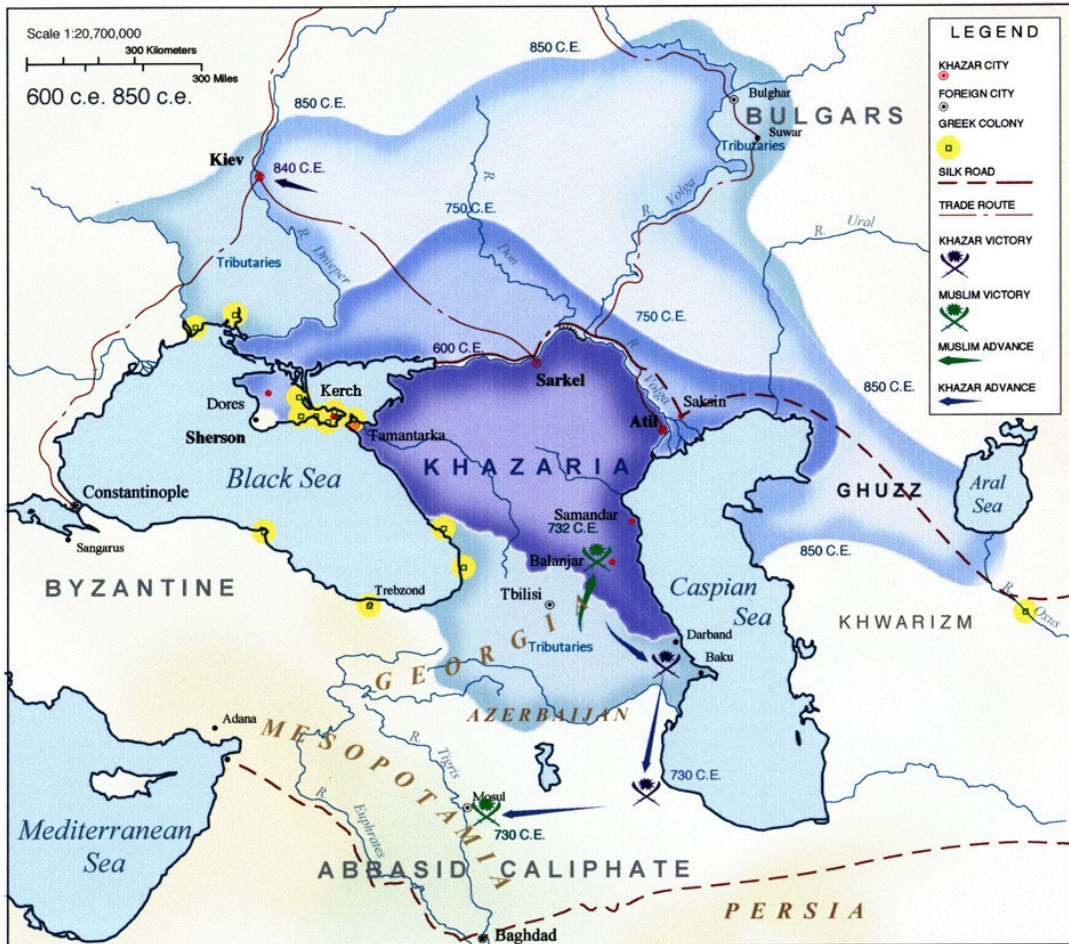 Scale 1:20,700,000
300 Kilometers
300 Miles
600 c.e. 850 c.e.
LEGEND
KHAZAR CITY
FOREIGN CITY
GREEK COLONY
SILK ROAD
TRADE ROUTE
KHAZAR VICTORY
MUSLIM VICTORY
MUSLIM ADVANCE
KHAZAR ADVANCE
850 C.E.
850 C.E.
Bulghar
BULGARS
Suwar
Tributaries
Kiev
840 C.E.
R. Volga
R. Don
750 C.E.
R. Ural
R. Dnieper
Tributaries
750 C.E.
600 C.E.
Sarkel
R. Volga
Saksin
850 C.E.
Kerch
Dores
Sherson
Tamantarka
Atil
KHAZARIA
Black Sea
GHUZZ
Aral
Sea
Constantinople
Sangarus
Samandar
732 C.E.
Balanjar
850 C.E.
BYZANTINE
Trebzond
Tbilisi
Caspian
Sea
R. Oxus
KHWARIZM
Tributaries
Darband
Baku
GEORGIA
AZERBAIJAN
Adana
MESOPOTAMIA
R. Tigris
730 C.E.
Mosul
R. Euphrates
730 C.E.
Mediterranean
Sea
ABBASID CALIPHATE
PERSIA
Baghdad